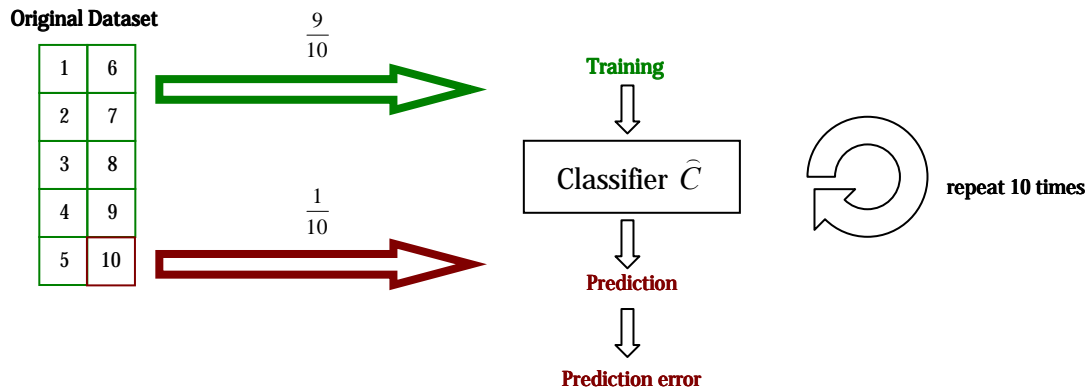 Original Dataset
1 6
2 7
3 8
4 9
5 10
9
10
1
10
Training
Classifier Ĉ
Prediction
Prediction error
repeat 10 times